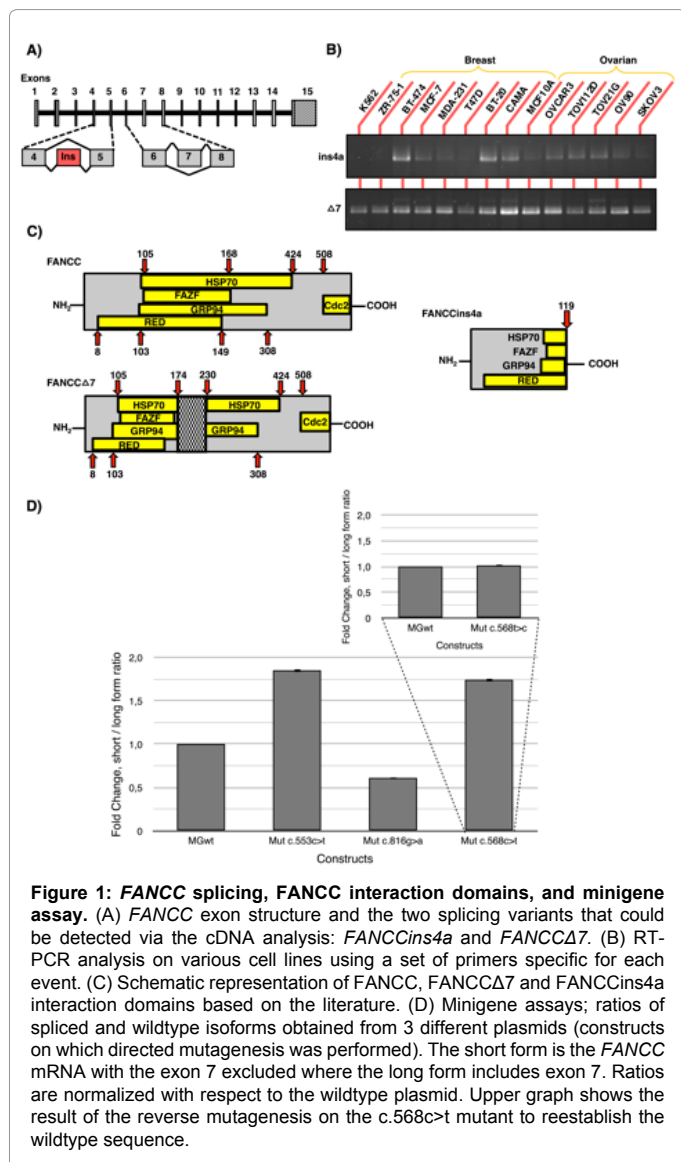 A)
Exons
1 2 3 4 5 6 7 8 9 10 11 12 13 14 15
4 Ins 5 6 7 8
B)
Breast Ovarian
K562 ZR-75-1 BT-474 MCF-7 MDA-231 T47D BT-20 CAMA MCF10A OVCAR3 TOV112D TOV21G OV90 SKOV3
ins4a
Δ7
C)
FANCC
105 168 424 508
HSP70
FAZF
GRP94
RED
Cdc2
NH2 COOH
8 103 149 308
FANCCΔ7
105 174 230 424 508
HSP70 HSP70
FAZF
GRP94 GRP94
RED
Cdc2
NH2 COOH
8 103 308
FANCCins4a
119
HSP70
FAZF
GRP94
RED
NH2 COOH
D)
Fold Change, short / long form ratio
2,0
1,5
1,0
0,5
0
MGwt Mut c.568t>c
Constructs
Fold Change, short / long form ratio
2,0
1,5
1,0
0,5
0
MGwt Mut c.553c>t Mut c.816g>a Mut c.568c>t
Constructs
Figure 1: FANCC splicing, FANCC interaction domains, and minigene
assay. (A) FANCC exon structure and the two splicing variants that could
be detected via the cDNA analysis: FANCCins4a and FANCCΔ7. (B) RT-
PCR analysis on various cell lines using a set of primers specific for each
event. (C) Schematic representation of FANCC, FANCCΔ7 and FANCCins4a
interaction domains based on the literature. (D) Minigene assays; ratios of
spliced and wildtype isoforms obtained from 3 different plasmids (constructs
on which directed mutagenesis was performed). The short form is the FANCC
mRNA with the exon 7 excluded where the long form includes exon 7. Ratios
are normalized with respect to the wildtype plasmid. Upper graph shows the
result of the reverse mutagenesis on the c.568c>t mutant to reestablish the
wildtype sequence.